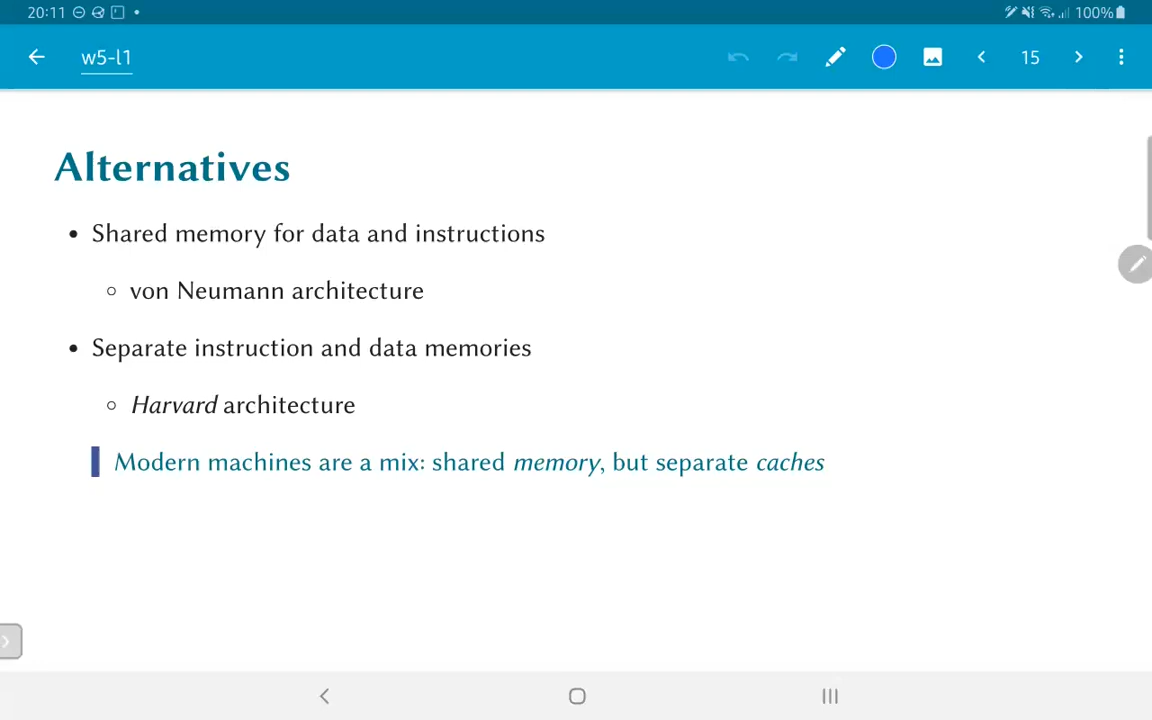 20:11
100%
w5-l1
15
Alternatives
• Shared memory for data and instructions
◦ von Neumann architecture
• Separate instruction and data memories
◦ Harvard architecture
Modern machines are a mix: shared memory, but separate caches